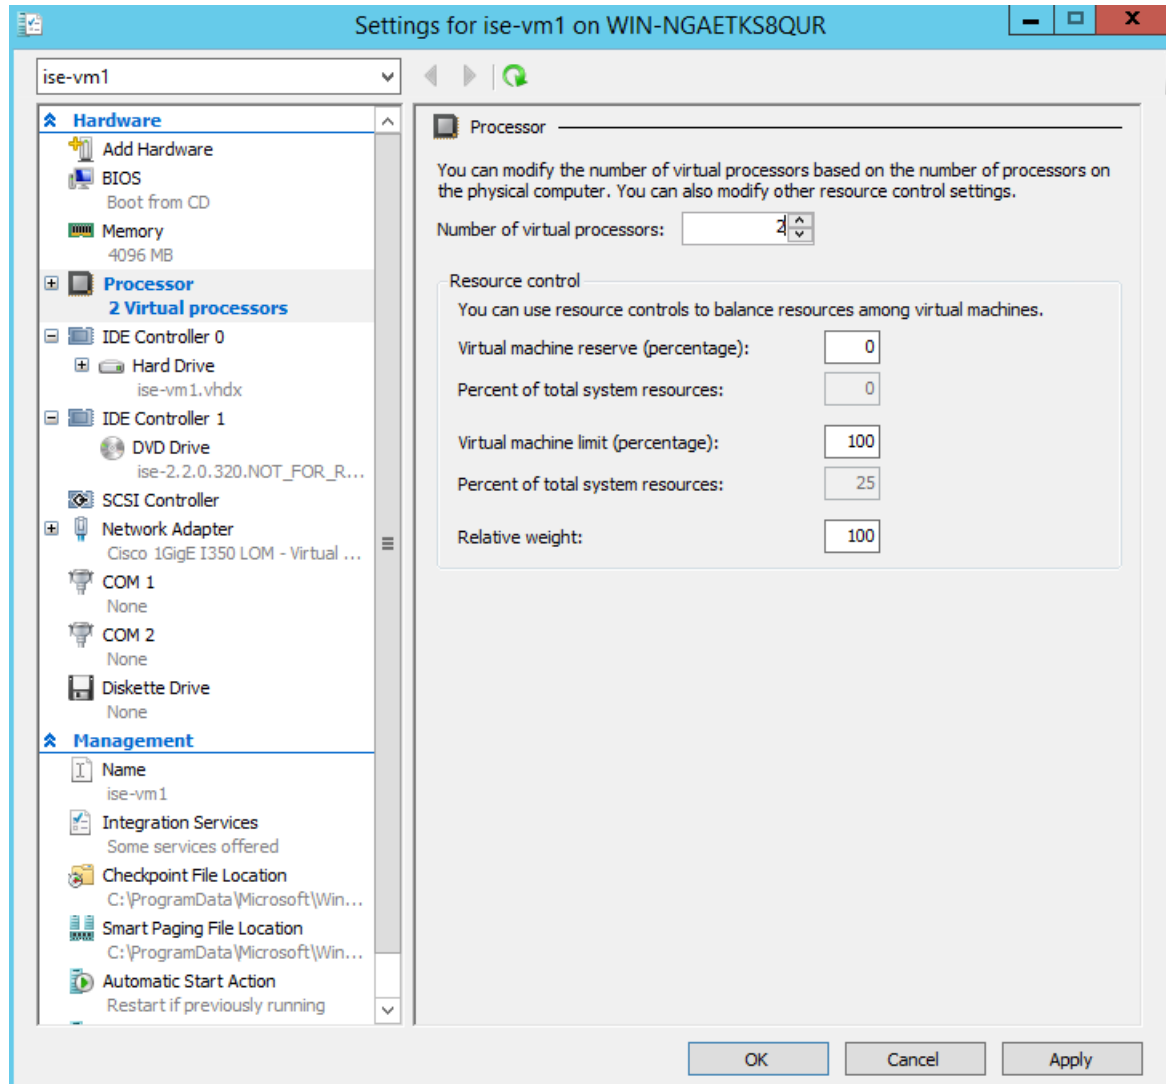 Settings for ise-vm1 on WIN-NGAETKS8QUR
ise-vm1
Hardware
Add Hardware
BIOS
Boot from CD
Memory
4096 MB
Processor
2 Virtual processors
IDE Controller 0
Hard Drive
ise-vm1.vhdx
IDE Controller 1
DVD Drive
ise-2.2.0.320.NOT_FOR_R...
SCSI Controller
Network Adapter
Cisco 1GigE I350 LOM - Virtual ...
COM 1
None
COM 2
None
Diskette Drive
None
Management
Name
ise-vm1
Integration Services
Some services offered
Checkpoint File Location
C:\ProgramData\Microsoft\Win...
Smart Paging File Location
C:\ProgramData\Microsoft\Win...
Automatic Start Action
Restart if previously running
Processor
You can modify the number of virtual processors based on the number of processors on
the physical computer. You can also modify other resource control settings.
Number of virtual processors: 2
Resource control
You can use resource controls to balance resources among virtual machines.
Virtual machine reserve (percentage): 0
Percent of total system resources: 0
Virtual machine limit (percentage): 100
Percent of total system resources: 25
Relative weight: 100
OK Cancel Apply